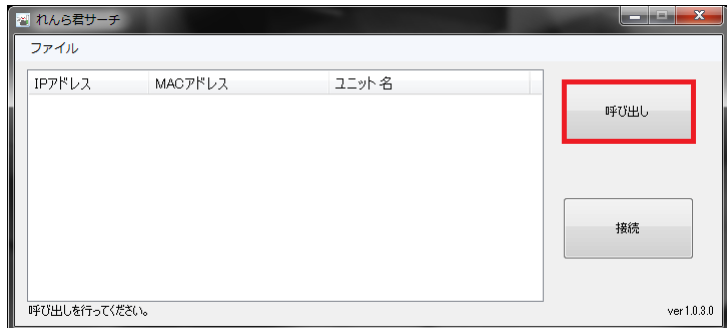 れんら君サーチ
ファイル
IPアドレス MACアドレス ユニット名
呼び出し
接続
呼び出しを行ってください。
ver1.0.3.0